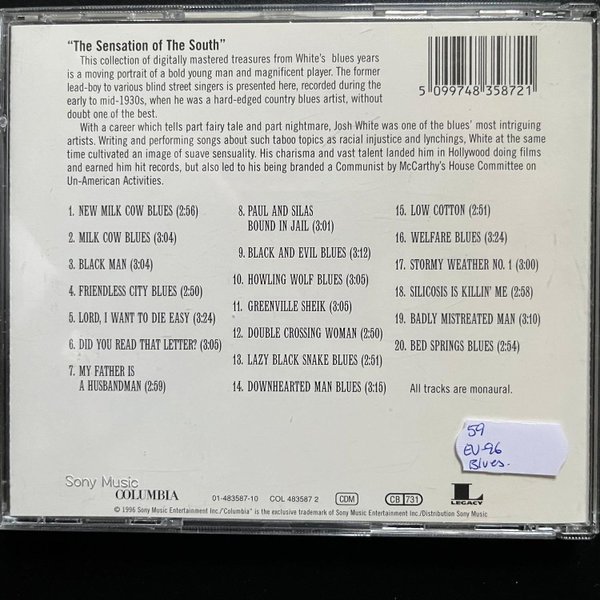 "The Sensation of The South"
This collection of digitally mastered treasures from White's blues years
is a moving portrait of a bold young man and magnificent player. The former
lead-boy to various blind street singers is presented here, recorded during the
early to mid-1930s, when he was a hard-edged country blues artist, without
doubt one of the best.
5 099748 358721
With a career which tells part fairy tale and part nightmare, Josh White was one of the blues' most intriguing
artists. Writing and performing songs about such taboo topics as racial injustice and lynchings, White at the same
time cultivated an image of suave sensuality. His charisma and vast talent landed him in Hollywood doing films
and earned him hit records, but also led to his being branded a Communist by McCarthy's House Committee on
Un-American Activities.
1. NEW MILK COW BLUES (2:56)
2. MILK COW BLUES (3:04)
3. BLACK MAN (3:04)
4. FRIENDLESS CITY BLUES (2:50)
5. LORD, I WANT TO DIE EASY (3:24)
6. DID YOU READ THAT LETTER? (3:05)
7. MY FATHER IS
A HUSBANDMAN (2:59)
8. PAUL AND SILAS
BOUND IN JAIL (3:01)
9. BLACK AND EVIL BLUES (3:12)
10. HOWLING WOLF BLUES (3:05)
11. GREENVILLE SHEIK (3:05)
12. DOUBLE CROSSING WOMAN (2:50)
13. LAZY BLACK SNAKE BLUES (2:51)
14. DOWNHEARTED MAN BLUES (3:15)
15. LOW COTTON (2:51)
16. WELFARE BLUES (3:24)
17. STORMY WEATHER NO. 1 (3:00)
18. SILICOSIS IS KILLIN' ME (2:58)
19. BADLY MISTREATED MAN (3:10)
20. BED SPRINGS BLUES (2:54)
All tracks are monaural.
59
EU-96
Blues.
Sony Music
COLUMBIA
01-483587-10 COL 483587 2 CDM CB 731
L
LEGACY
© 1996 Sony Music Entertainment Inc./"Columbia" is the exclusive trademark of Sony Music Entertainment Inc./Distribution Sony Music